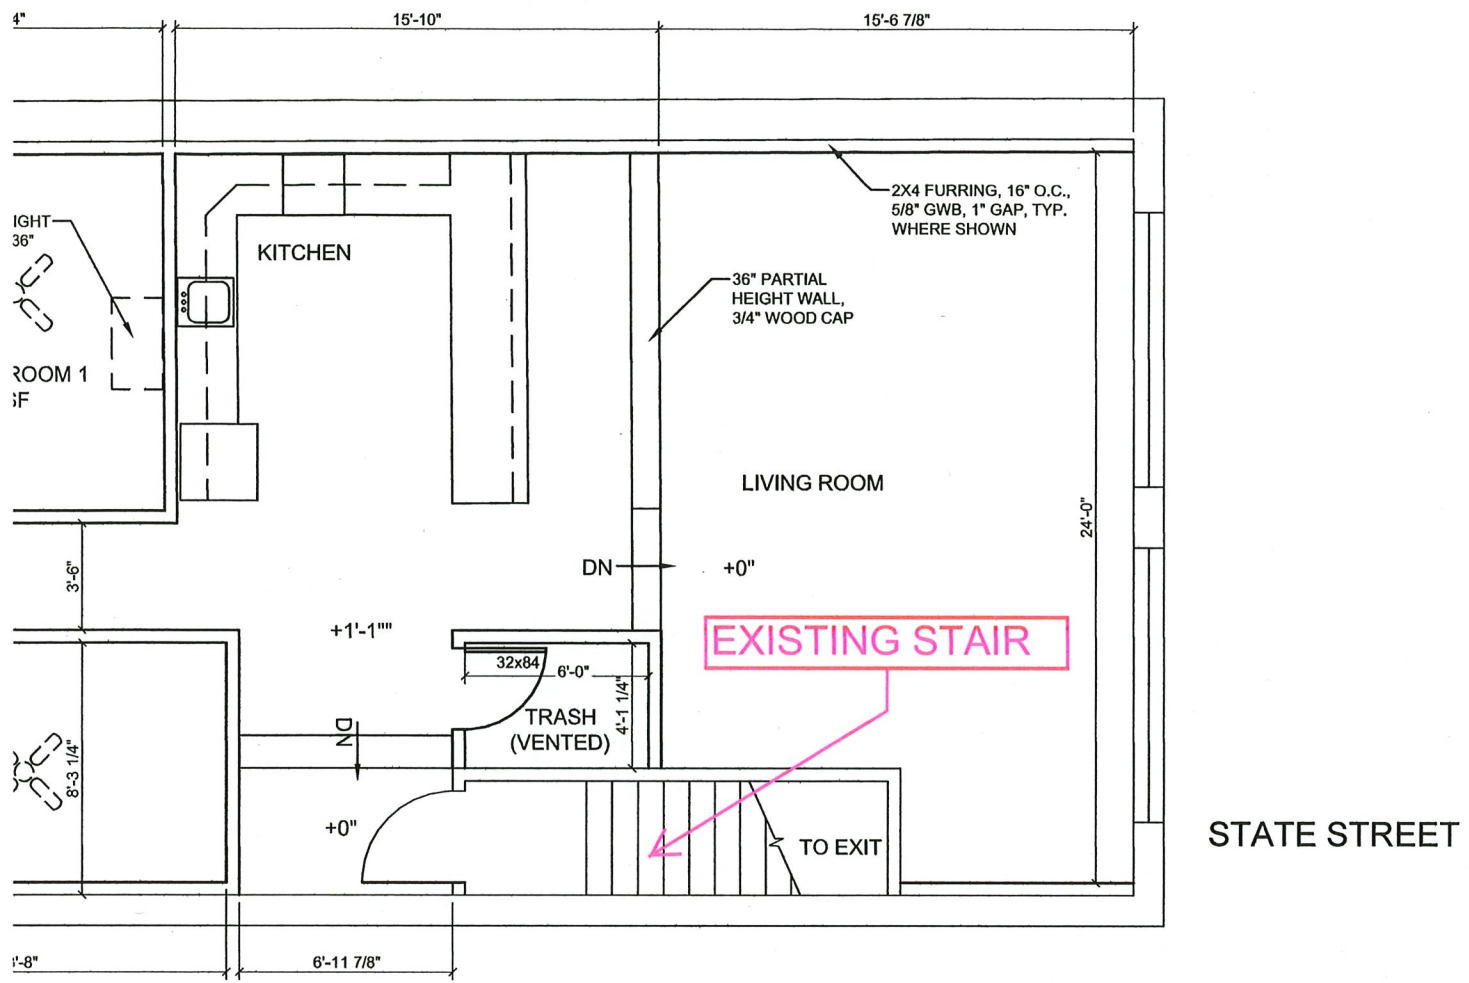 4"
15'-10"
15'-6 7/8"
2X4 FURRING, 16" O.C.,
5/8" GWB, 1" GAP, TYP.
WHERE SHOWN
IGHT
36"
KITCHEN
36" PARTIAL
HEIGHT WALL,
3/4" WOOD CAP
ROOM 1
SF
LIVING ROOM
24'-0"
3'-6"
DN
+0"
+1'-1""
EXISTING STAIR
32x84
6'-0"
4'-1 1/4"
TRASH
(VENTED)
DN
8'-3 1/4"
+0"
TO EXIT
STATE STREET
'-8"
6'-11 7/8"